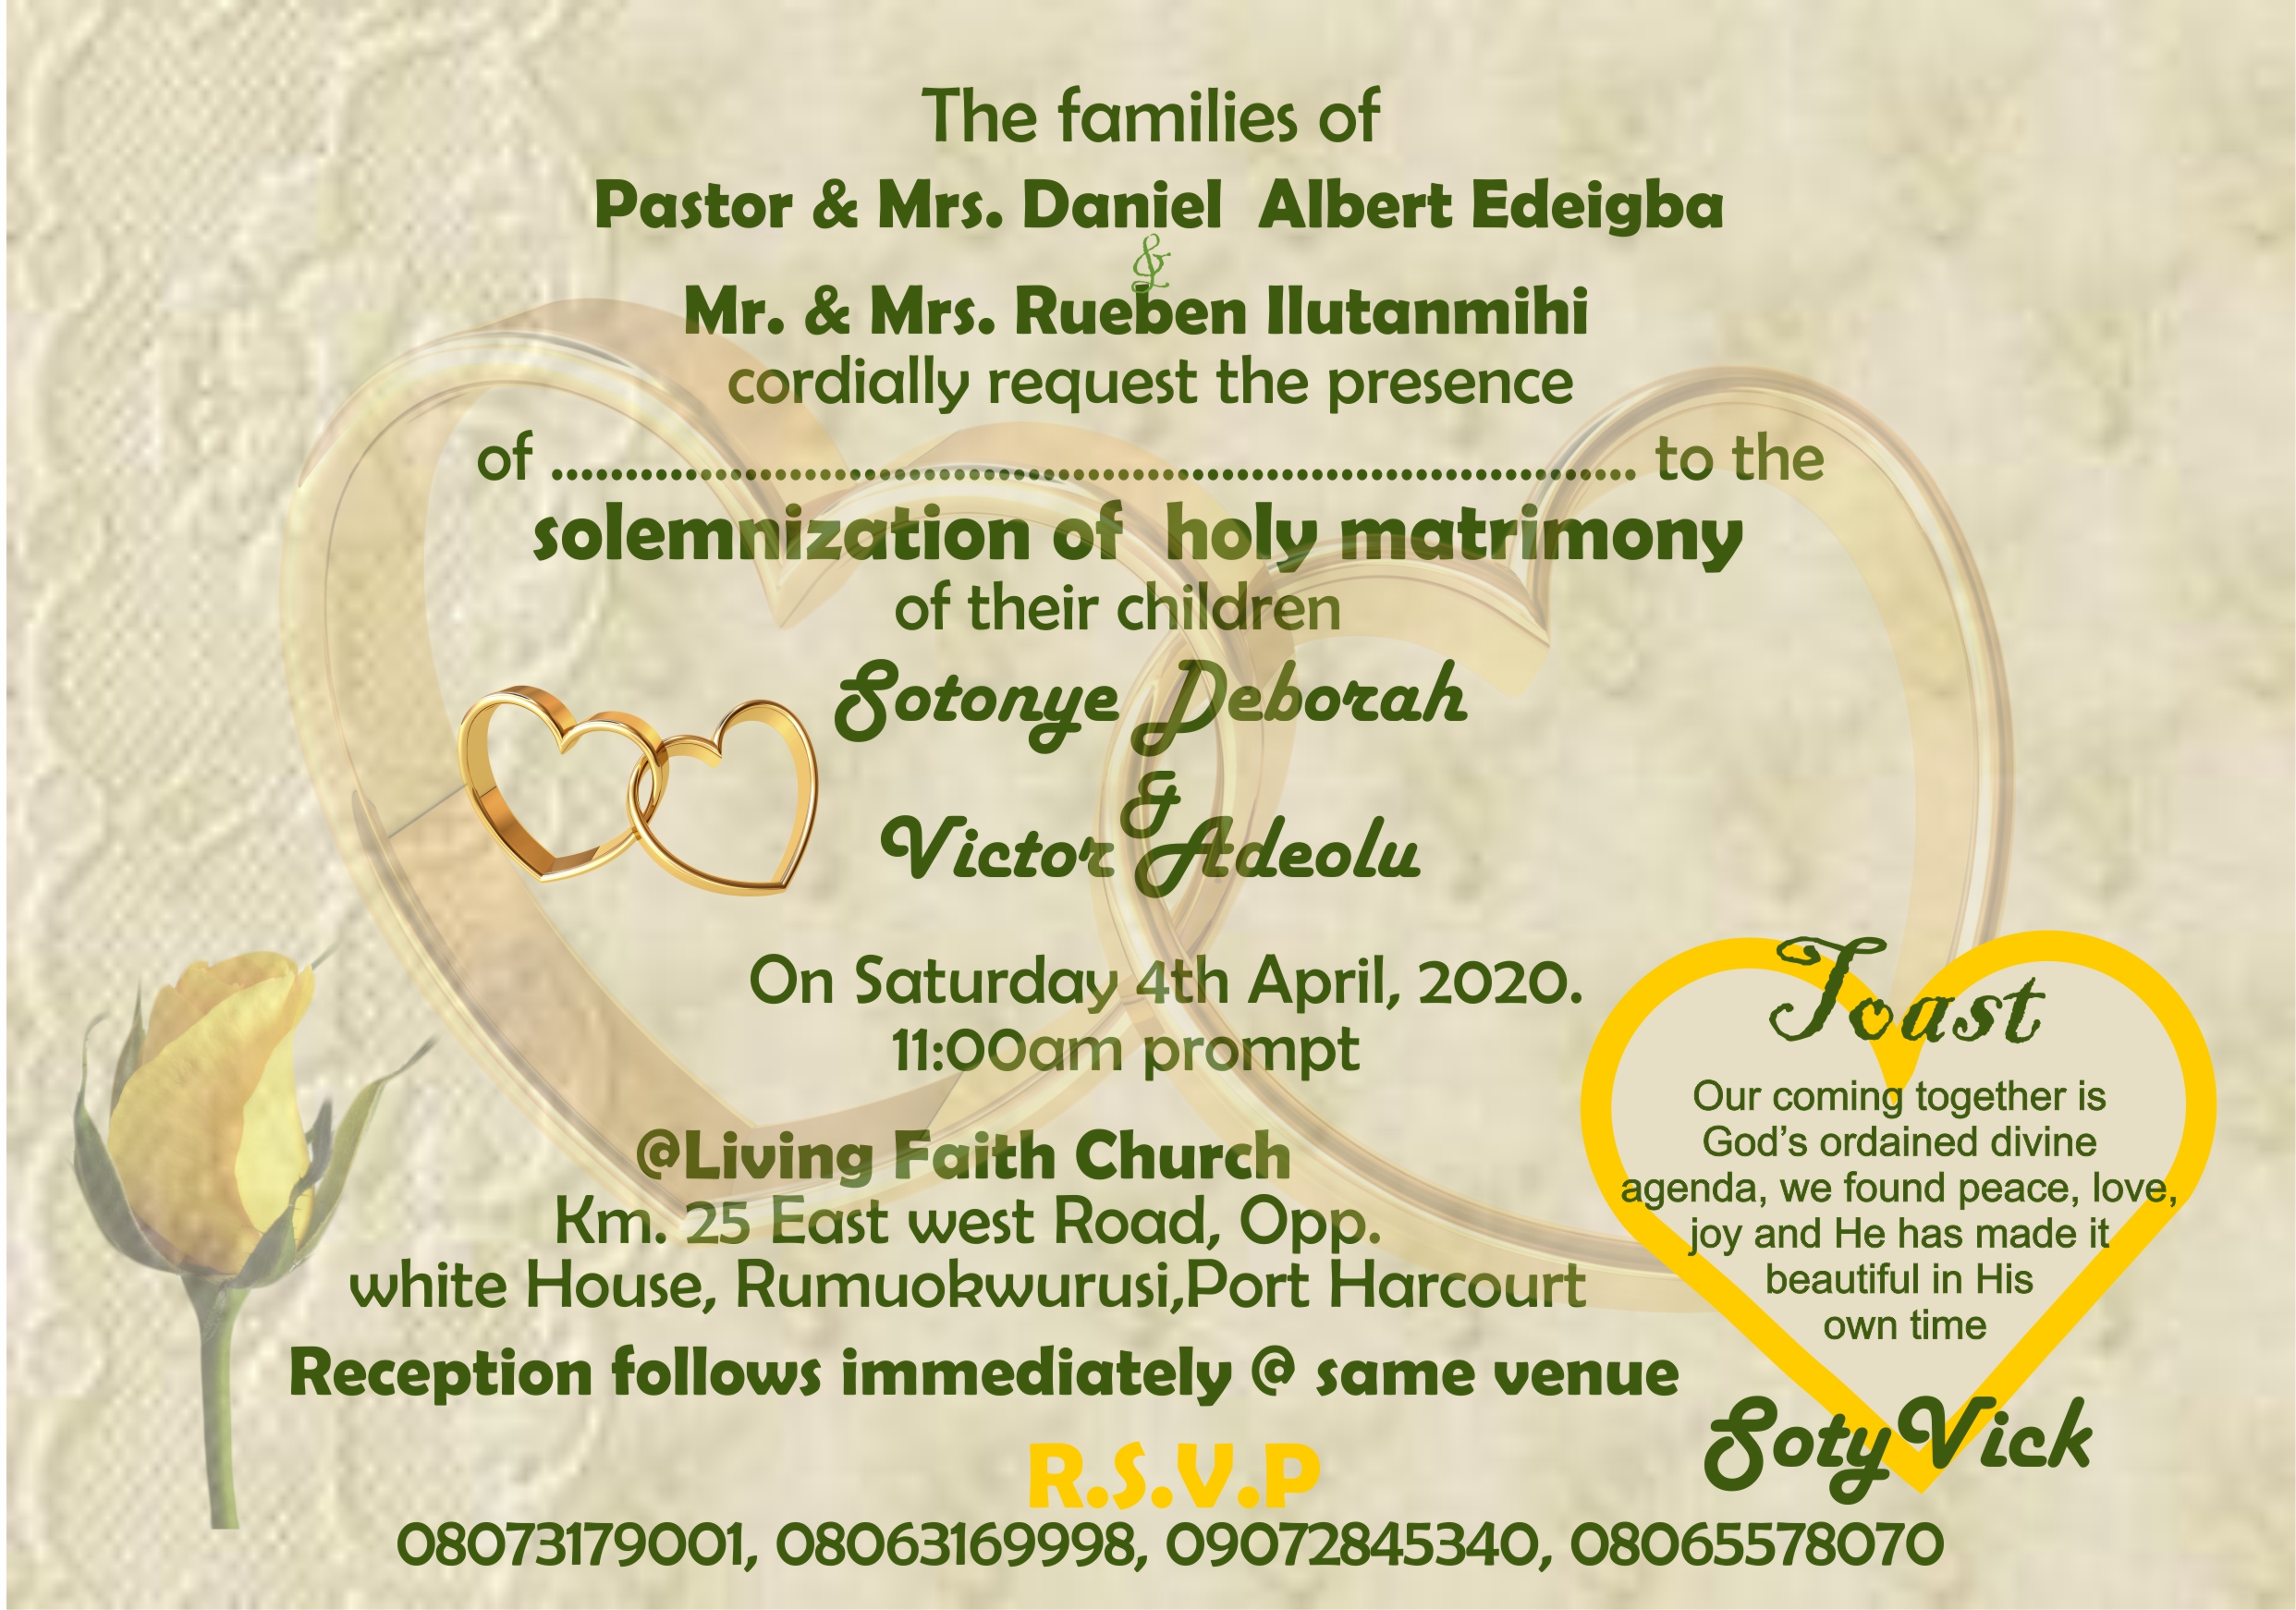 The families of
Pastor & Mrs. Daniel Albert Edeigba
&
Mr. & Mrs. Rueben Ilutanmihi
cordially request the presence
of ......................................................................... to the
solemnization of holy matrimony
of their children
Sotonye Deborah
&
Victor Adeolu
On Saturday 4th April, 2020.
11:00am prompt
@Living Faith Church
Km. 25 East west Road, Opp.
white House, Rumuokwurusi,Port Harcourt
Reception follows immediately @ same venue
R.S.V.P
08073179001, 08063169998, 09072845340, 08065578070
Toast
Our coming together is
God’s ordained divine
agenda, we found peace, love,
joy and He has made it
beautiful in His
own time
SotyVick